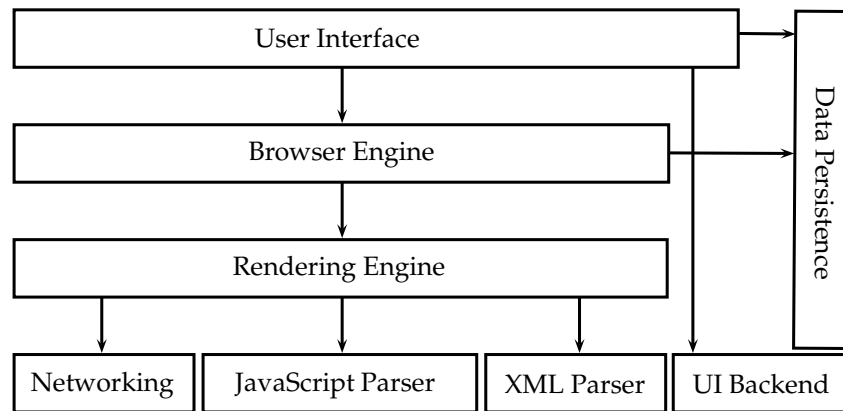 User Interface
Browser Engine
Rendering Engine
Data Persistence
Networking
JavaScript Parser
XML Parser
UI Backend